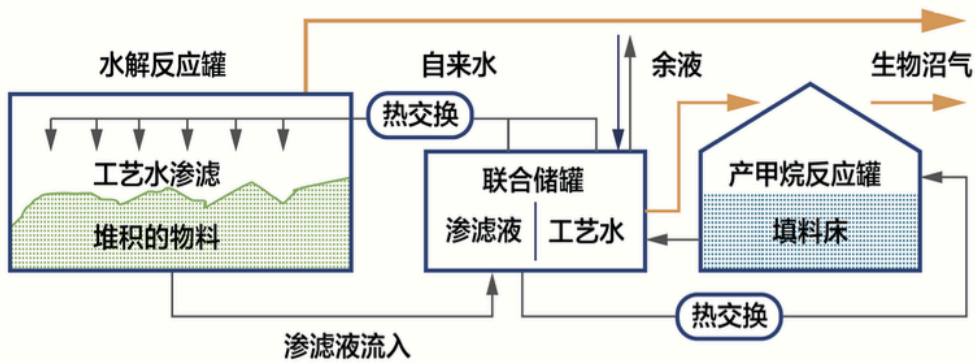 水解反应罐
自来水
余液
生物沼气
热交换
工艺水渗滤
堆积的物料
联合储罐
渗滤液
工艺水
产甲烷反应罐
填料床
热交换
渗滤液流入